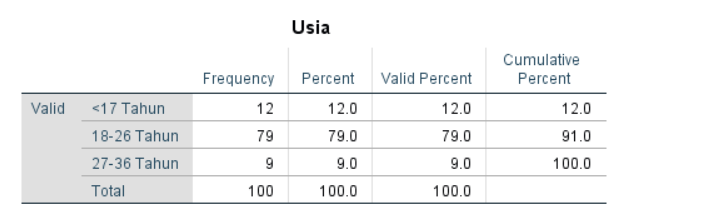 Usia
Frequency Percent Valid Percent Cumulative Percent
Valid <17 Tahun 12 12.0 12.0 12.0
18-26 Tahun 79 79.0 79.0 91.0
27-36 Tahun 9 9.0 9.0 100.0
Total 100 100.0 100.0